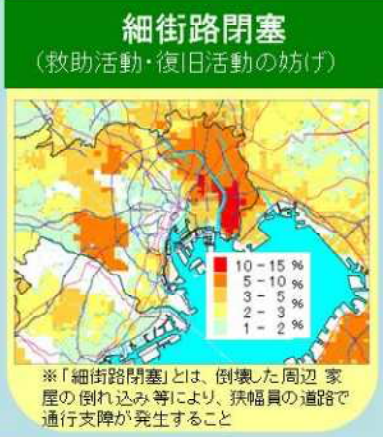 細街路閉塞
(救助活動・復旧活動の妨げ)
10 - 15 %
5 - 10 %
3 - 5 %
2 - 3 %
1 - 2 %
※「細街路閉塞」とは、倒壊した周辺 家
屋の倒れ込み等により、狭幅員の道路で
通行支障が発生すること